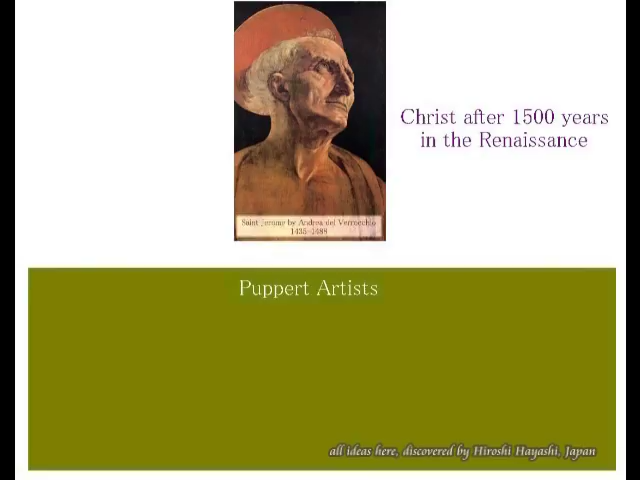 Christ after 1500 years
in the Renaissance
Saint Jerome by Andrea del Verrocchio
1435-1488
Puppert Artists
all ideas here, discovered by Hiroshi Hayashi, Japan